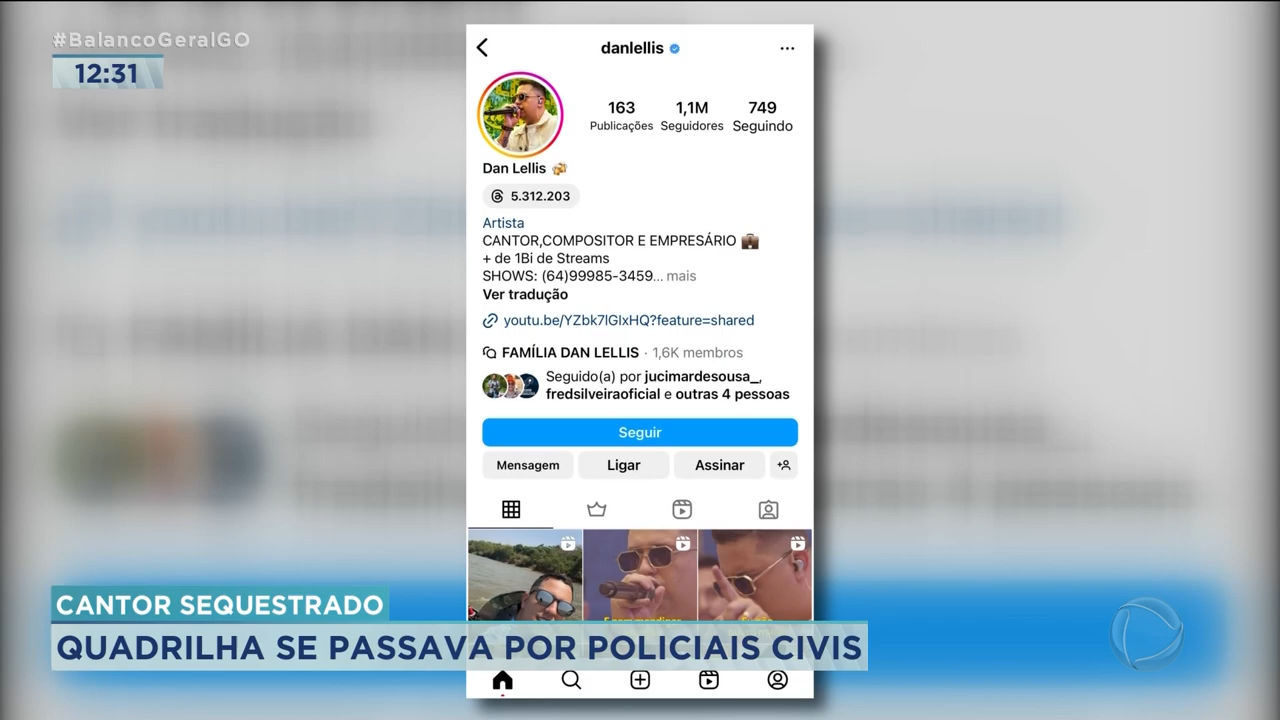 #BalancoGeralGO
12:31
danlellis
163
1,1M
749
Publicações
Seguidores
Seguindo
Dan Lellis
5.312.203
Artista
CANTOR,COMPOSITOR E EMPRESÁRIO
+ de 1Bi de Streams
SHOWS: (64)99985-3459... mais
Ver tradução
youtu.be/YZbk7lGIxHQ?feature=shared
FAMÍLIA DAN LELLIS · 1,6K membros
Seguido(a) por jucimardesousa_,
fredsilveiraoficial e outras 4 pessoas
Seguir
Mensagem
Ligar
Assinar
CANTOR SEQUESTRADO
QUADRILHA SE PASSAVA POR POLICIAIS CIVIS